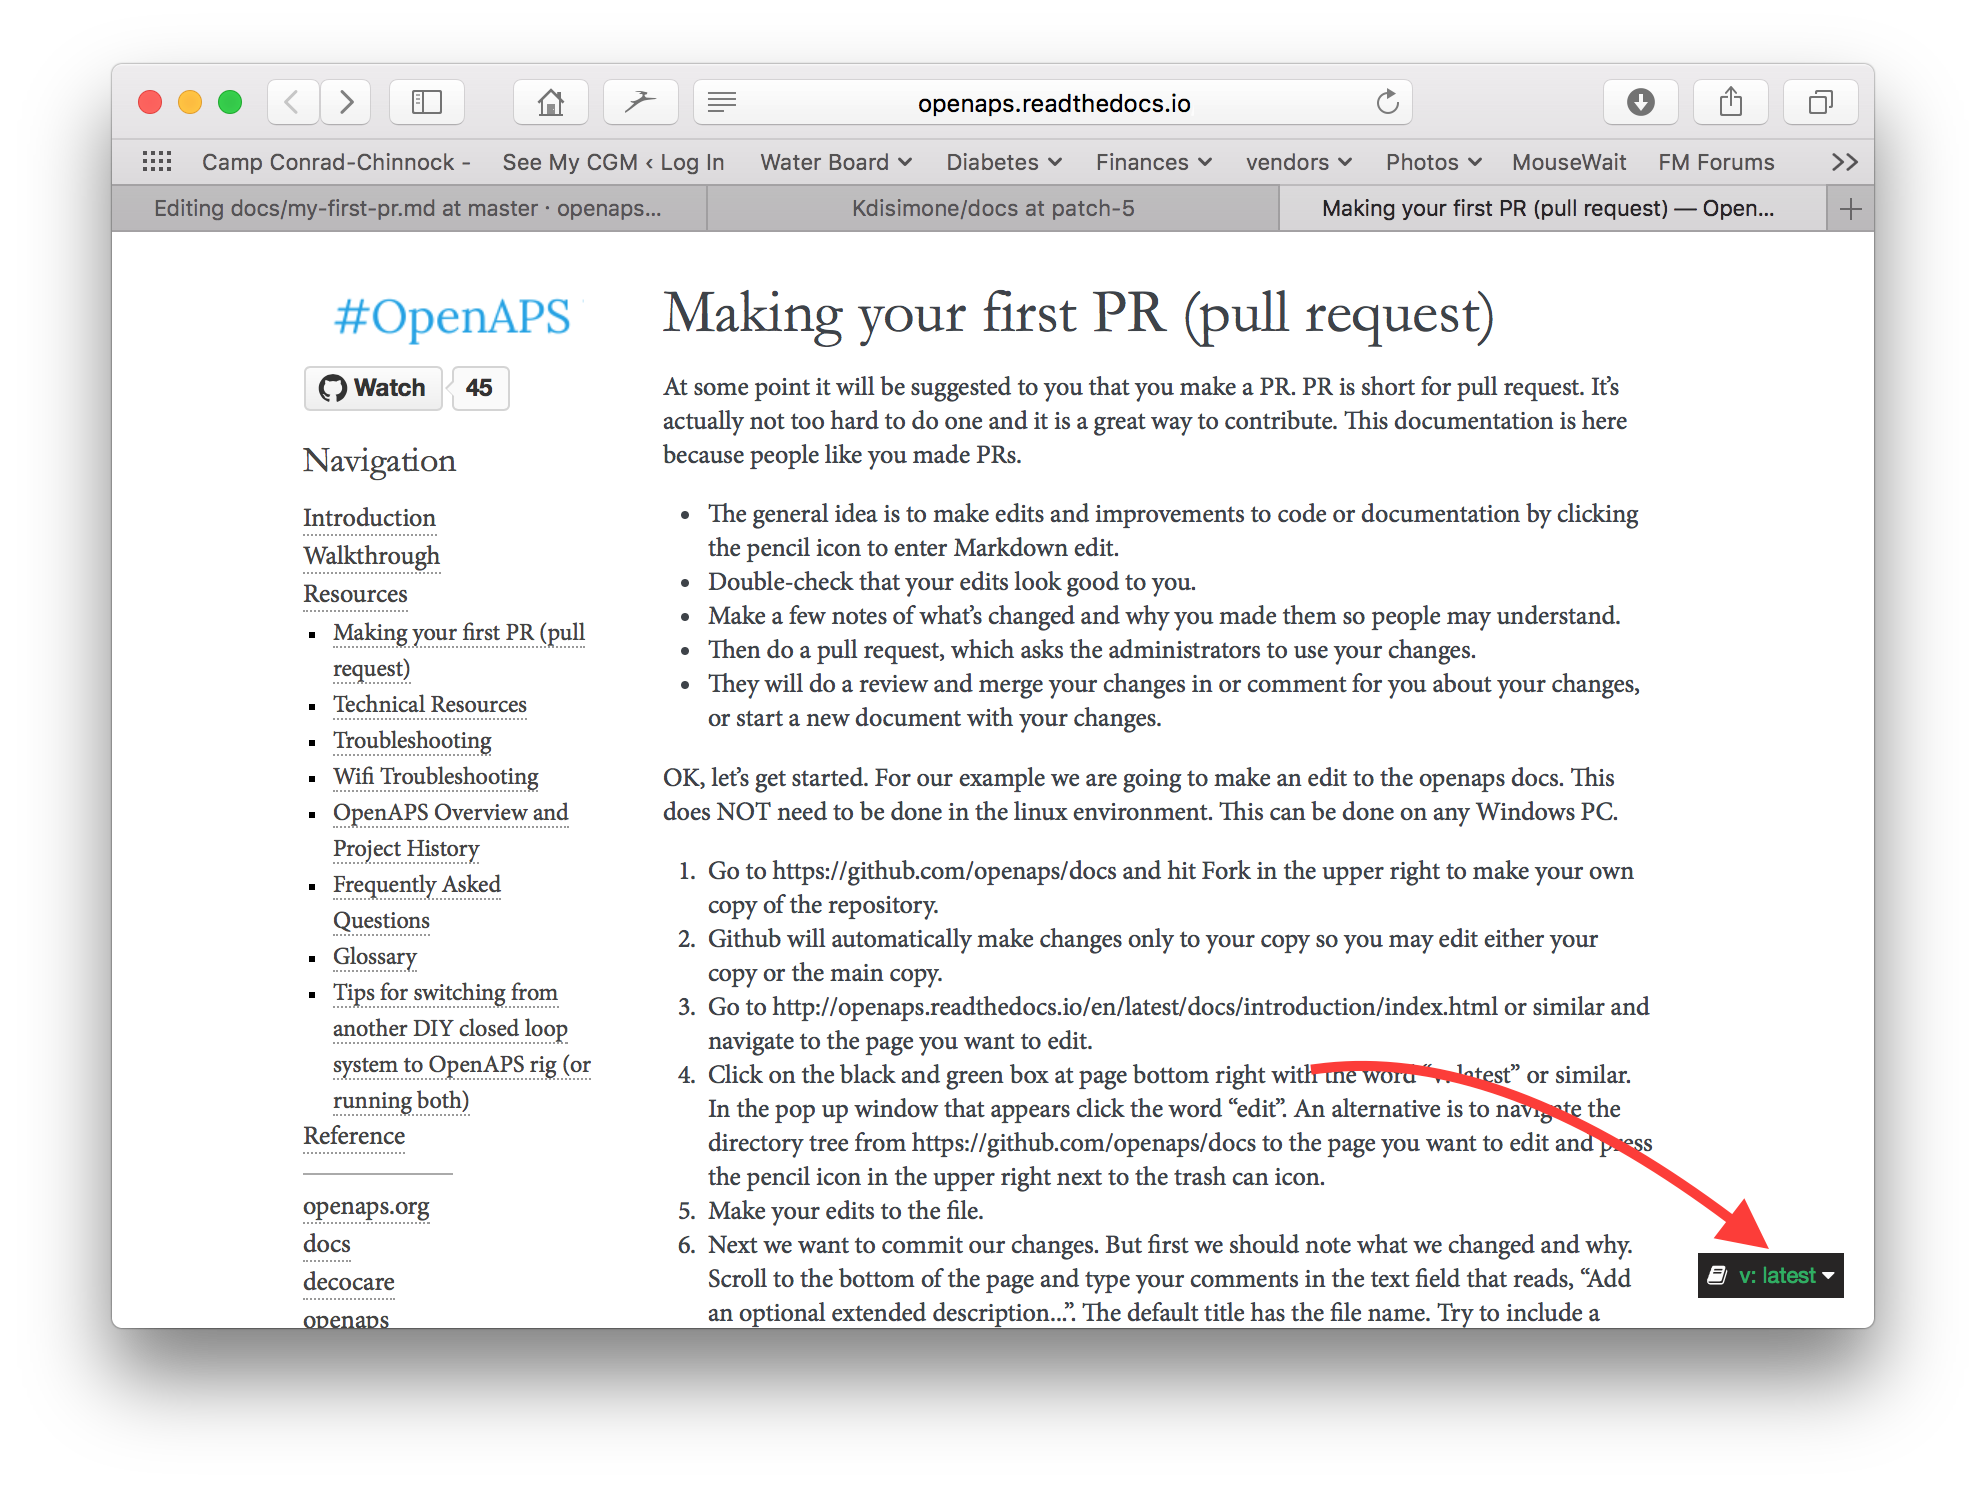 openaps.readthedocs.io
Camp Conrad-Chinnock - See My CGM ‹ Log In Water Board Diabetes Finances vendors Photos MouseWait FM Forums
Editing docs/my-first-pr.md at master · openaps... Kdisimone/docs at patch-5 Making your first PR (pull request) — Open...
#OpenAPS
Watch 45
Navigation
Introduction
Walkthrough
Resources
Making your first PR (pull
request)
Technical Resources
Troubleshooting
Wifi Troubleshooting
OpenAPS Overview and
Project History
Frequently Asked
Questions
Glossary
Tips for switching from
another DIY closed loop
system to OpenAPS rig (or
running both)
Reference
openaps.org
docs
decocare
openaps
Making your first PR (pull request)
At some point it will be suggested to you that you make a PR. PR is short for pull request. It’s
actually not too hard to do one and it is a great way to contribute. This documentation is here
because people like you made PRs.
• The general idea is to make edits and improvements to code or documentation by clicking
the pencil icon to enter Markdown edit.
• Double-check that your edits look good to you.
• Make a few notes of what’s changed and why you made them so people may understand.
• Then do a pull request, which asks the administrators to use your changes.
• They will do a review and merge your changes in or comment for you about your changes,
or start a new document with your changes.
OK, let’s get started. For our example we are going to make an edit to the openaps docs. This
does NOT need to be done in the linux environment. This can be done on any Windows PC.
1. Go to https://github.com/openaps/docs and hit Fork in the upper right to make your own
copy of the repository.
2. Github will automatically make changes only to your copy so you may edit either your
copy or the main copy.
3. Go to http://openaps.readthedocs.io/en/latest/docs/introduction/index.html or similar and
navigate to the page you want to edit.
4. Click on the black and green box at page bottom right with the word “v: latest” or similar.
In the pop up window that appears click the word “edit”. An alternative is to navigate the
directory tree from https://github.com/openaps/docs to the page you want to edit and press
the pencil icon in the upper right next to the trash can icon.
5. Make your edits to the file.
6. Next we want to commit our changes. But first we should note what we changed and why.
Scroll to the bottom of the page and type your comments in the text field that reads, “Add
an optional extended description...”. The default title has the file name. Try to include a
v: latest